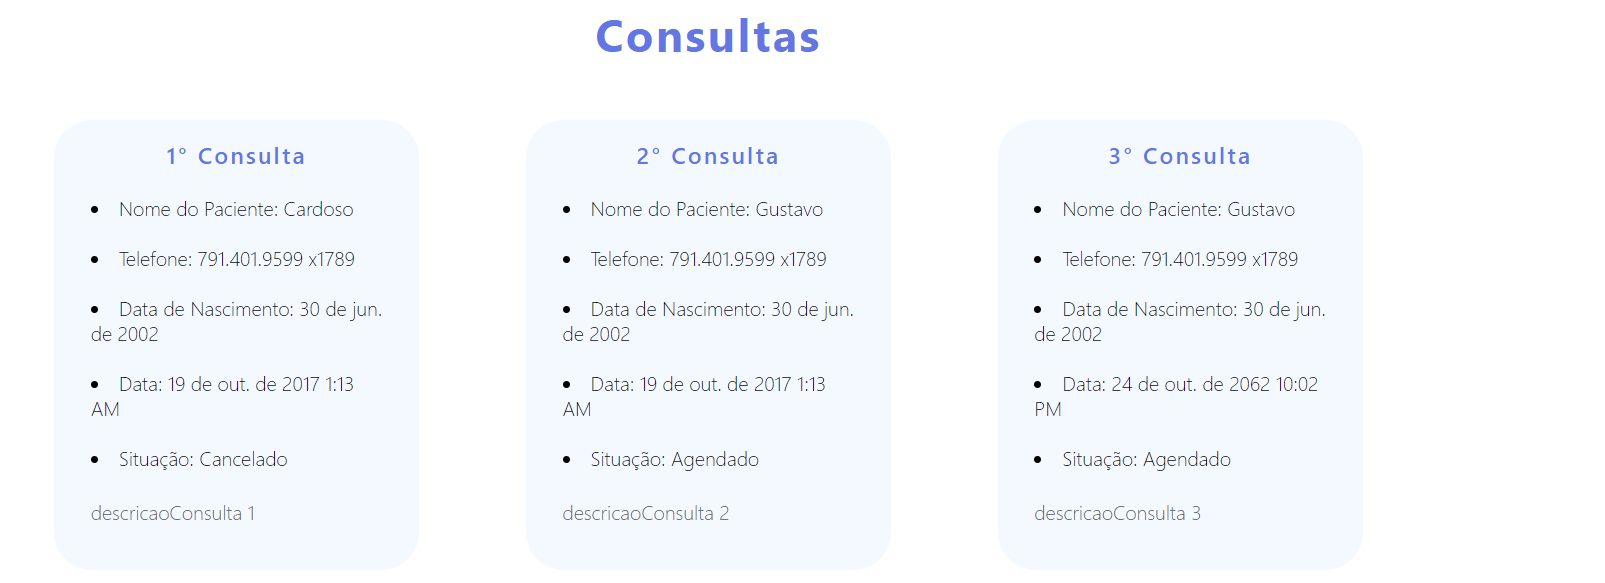 Consultas
1° Consulta
• Nome do Paciente: Cardoso
• Telefone: 791.401.9599 x1789
• Data de Nascimento: 30 de jun.
de 2002
• Data: 19 de out. de 2017 1:13
AM
• Situação: Cancelado
descricaoConsulta 1
2° Consulta
• Nome do Paciente: Gustavo
• Telefone: 791.401.9599 x1789
• Data de Nascimento: 30 de jun.
de 2002
• Data: 19 de out. de 2017 1:13
AM
• Situação: Agendado
descricaoConsulta 2
3° Consulta
• Nome do Paciente: Gustavo
• Telefone: 791.401.9599 x1789
• Data de Nascimento: 30 de jun.
de 2002
• Data: 24 de out. de 2062 10:02
PM
• Situação: Agendado
descricaoConsulta 3